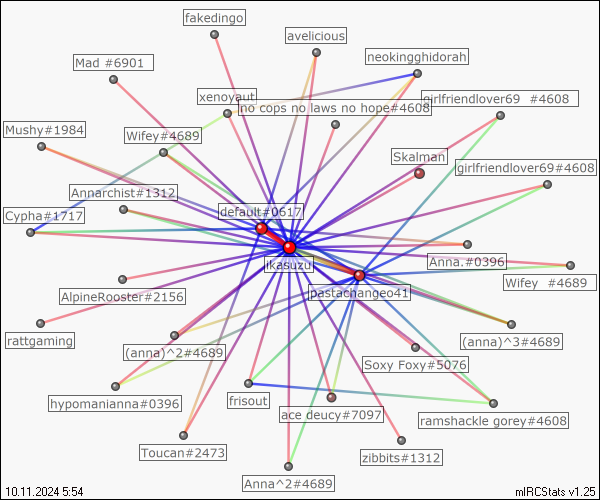 fakedingo
avelicious
neokingghidorah
Mad #6901
xenoyaut
no cops no laws no hope#4608
girlfriendlover69 #4608
Mushy#1984
Wifey#4689
Skalman
girlfriendlover69#4608
Annarchist#1312
default#0617
Cypha#1717
ikasuzu
Anna.#0396
Wifey #4689
AlpineRooster#2156
pastachangeo41
rattgaming
(anna)^2#4689
(anna)^3#4689
Soxy Foxy#5076
hypomanianna#0396
frisout
ace deucy#7097
ramshackle gorey#4608
Toucan#2473
zibbits#1312
Anna^2#4689
10.11.2024 5:54
mIRCStats v1.25